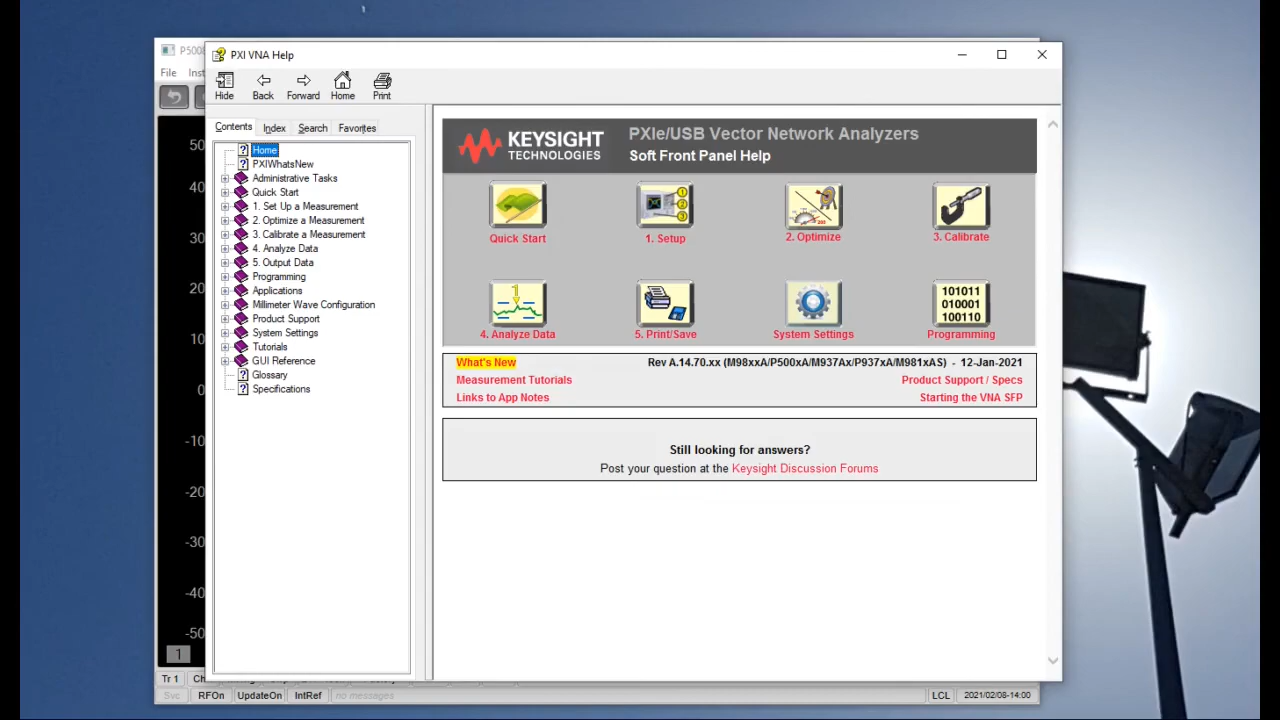 P500
PXI VNA Help
File
Hide
Back
Forward
Home
Print
Contents
Index
Search
Favorites
Home
PXIWhatsNew
Administrative Tasks
Quick Start
1. Set Up a Measurement
2. Optimize a Measurement
3. Calibrate a Measurement
4. Analyze Data
5. Output Data
Programming
Applications
Millimeter Wave Configuration
Product Support
System Settings
Tutorials
GUI Reference
Glossary
Specifications
KEYSIGHT
TECHNOLOGIES
PXIe/USB Vector Network Analyzers
Soft Front Panel Help
Quick Start
1. Setup
2. Optimize
3. Calibrate
101011
010001
100110
4. Analyze Data
5. Print/Save
System Settings
Programming
What's New
Rev A.14.70.xx (M98xxA/P500xA/M937Ax/P937xA/M981xAS) - 12-Jan-2021
Measurement Tutorials
Product Support / Specs
Links to App Notes
Starting the VNA SFP
Still looking for answers?
Post your question at the Keysight Discussion Forums
50
40
30
20
10
0
-10
-20
-30
-40
-50
1
Tr 1
Svc
RFOn
UpdateOn
IntRef
no messages
LCL
2021/02/08-14:00